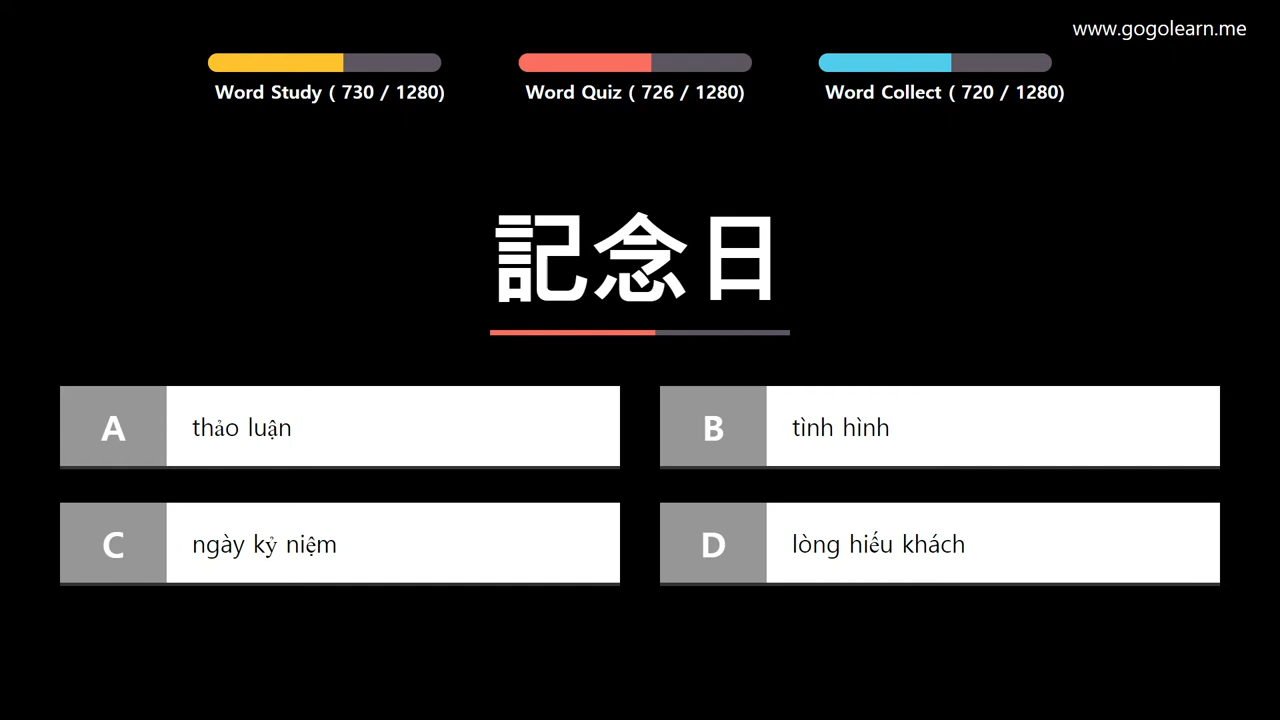 www.gogolearn.me
Word Study ( 730 / 1280)
Word Quiz ( 726 / 1280)
Word Collect ( 720 / 1280)
記念日
A thảo luận
B tình hình
C ngày kỷ niệm
D lòng hiếu khách